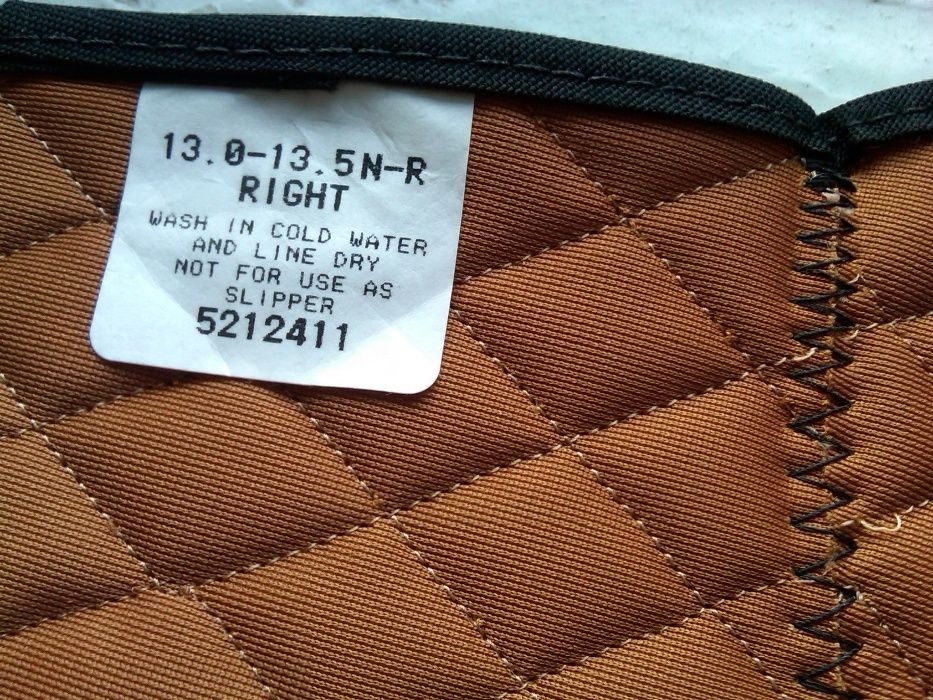 13.0-13.5N-R
RIGHT
WASH IN COLD WATER
AND LINE DRY
NOT FOR USE AS
SLIPPER
5212411